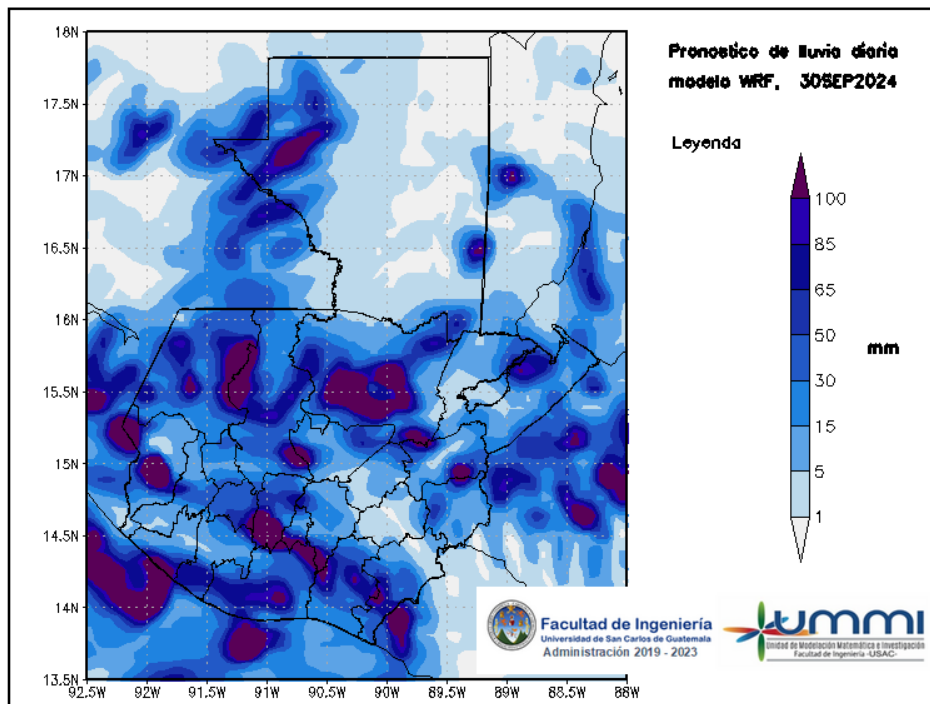 Pronostico de lluvia diaria
modelo WRF, 30SEP2024
Leyenda
100
85
65
50
30
15
5
1
mm
18N
17.5N
17N
16.5N
16N
15.5N
15N
14.5N
14N
13.5N
92.5W
92W
91.5W
91W
90.5W
90W
89.5W
89W
88.5W
88W
Facultad de Ingeniería
Universidad de San Carlos de Guatemala
Administración 2019 - 2023
UMMI
Unidad de Modelación Matemática e Investigación
Facultad de Ingeniería -USAC-